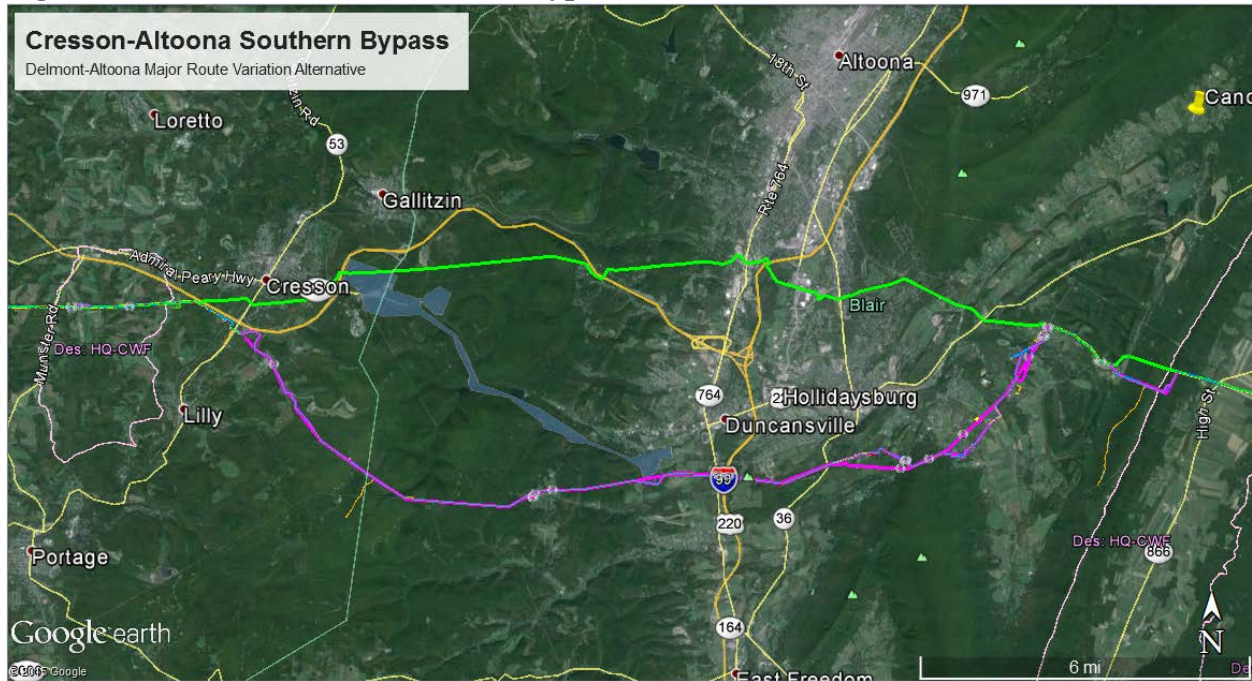 Cresson-Altoona Southern Bypass
Delmont-Altoona Major Route Variation Alternative
Altoona
18th St
971
Loretto
53
Gallitzin
Rte 764
Admiral Peary Hwy
Cresson
Munster Rd
Des: HQ-CWF
Blair
Lilly
764
Hollidaysburg
Duncansville
High St
99
220
36
Des: HQ-CWF
866
Portage
164
East Freedom
Google earth
© 2015 Google
N
6 mi